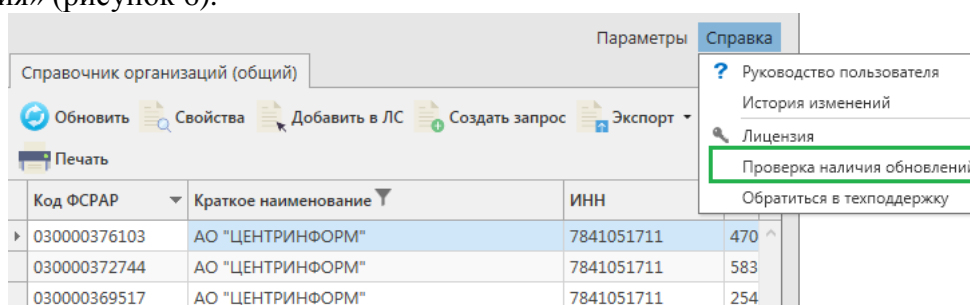 ия» (рисунок 6).
Параметры Справка
Справочник организаций (общий)
Обновить Свойства Добавить в ЛС Создать запрос Экспорт
Печать
? Руководство пользователя
История изменений
Лицензия
Проверка наличия обновлений
Обратиться в техподдержку
Код ФСРАР Краткое наименование ИНН
030000376103 АО "ЦЕНТРИНФОРМ" 7841051711 470
030000372744 АО "ЦЕНТРИНФОРМ" 7841051711 583
030000369517 АО "ЦЕНТРИНФОРМ" 7841051711 254